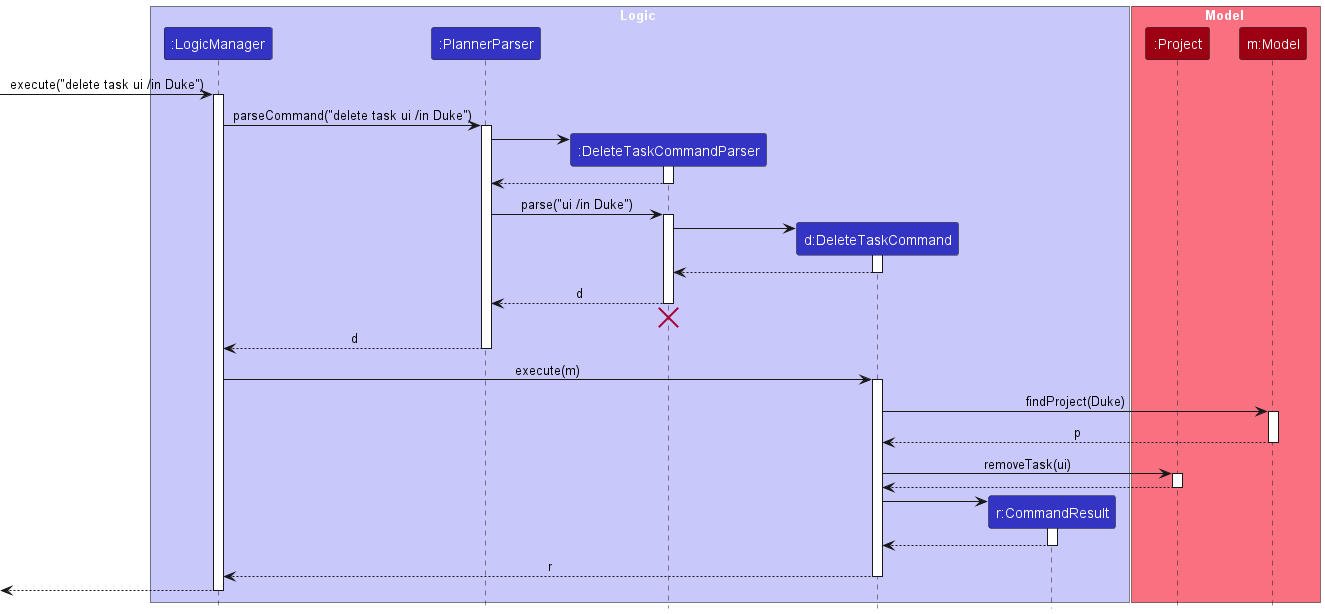 Logic
Model
:LogicManager
:PlannerParser
:Project
m:Model
execute("delete task ui /in Duke")
parseCommand("delete task ui /in Duke")
:DeleteTaskCommandParser
parse("ui /in Duke")
d:DeleteTaskCommand
d
d
execute(m)
findProject(Duke)
p
removeTask(ui)
r:CommandResult
r